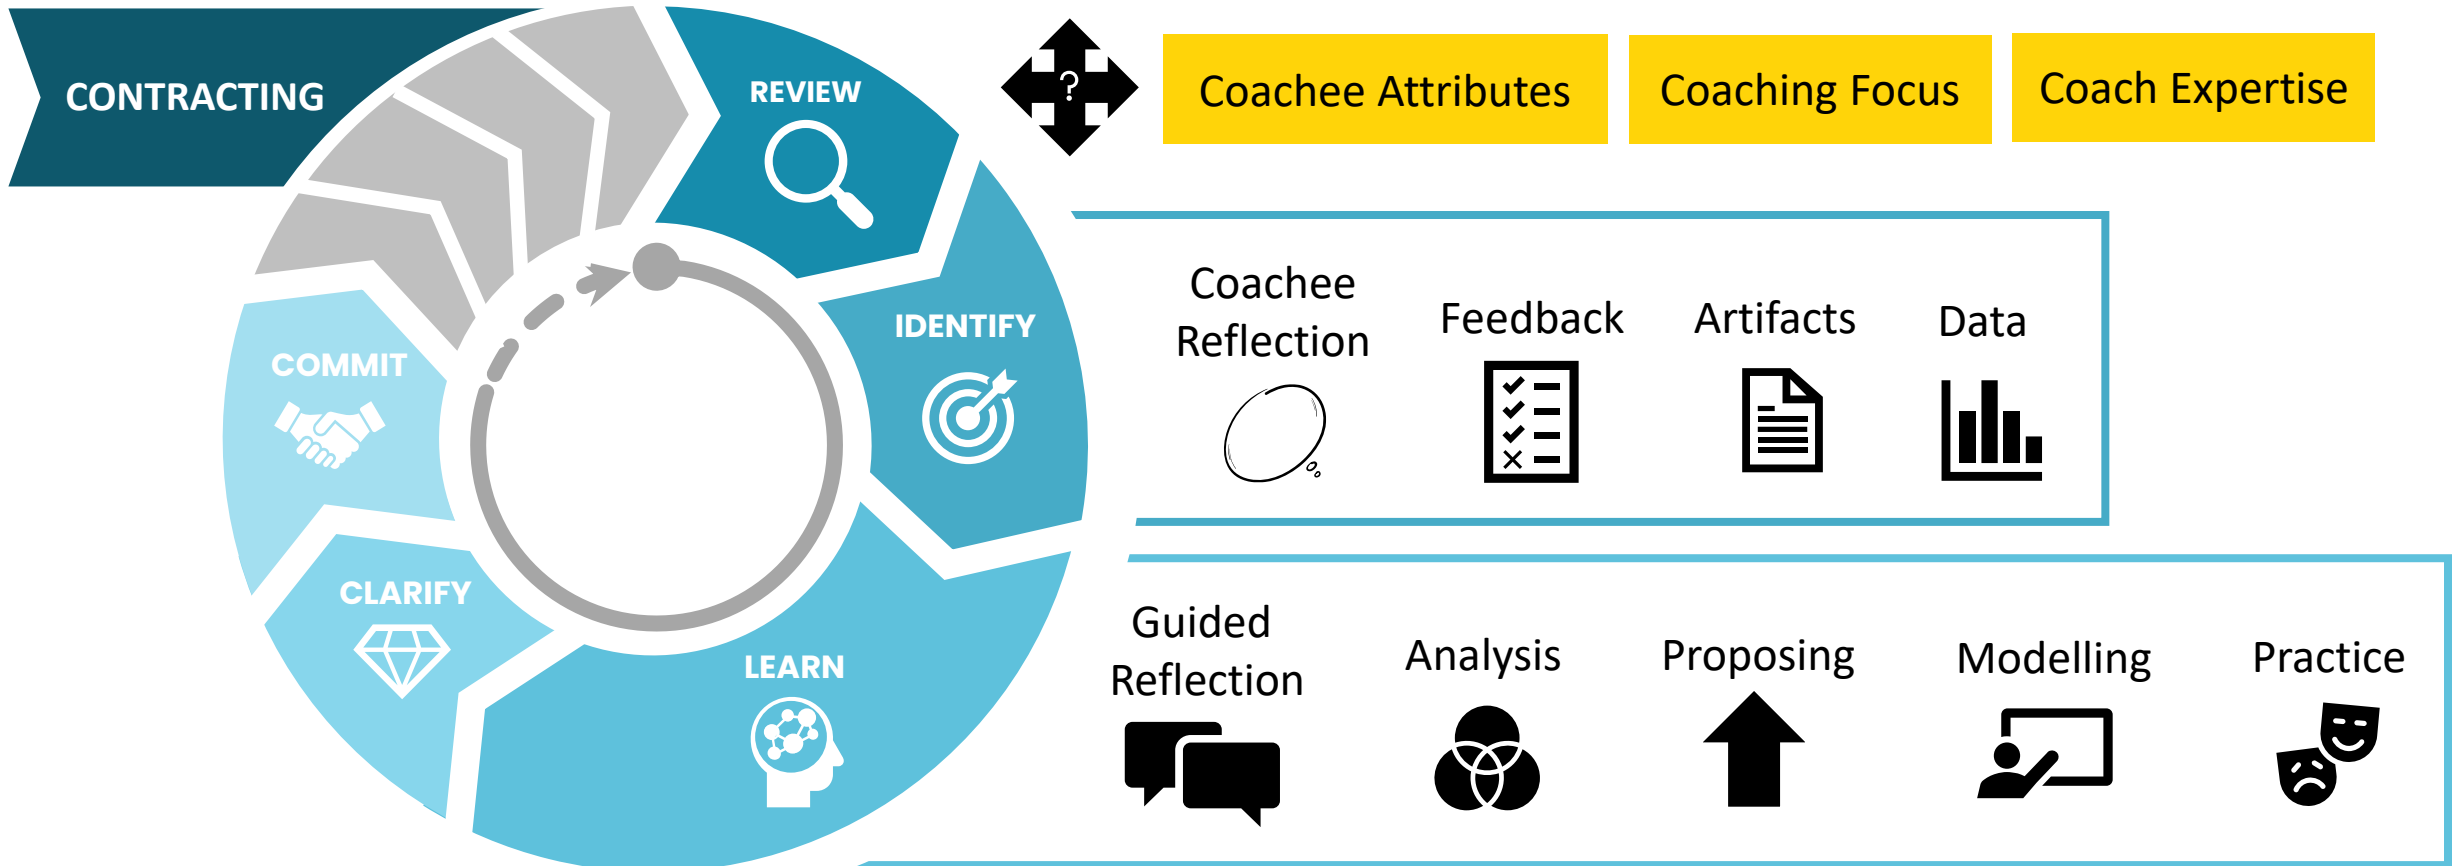 CONTRACTING
REVIEW
IDENTIFY
LEARN
CLARIFY
COMMIT
?
Coachee Attributes
Coaching Focus
Coach Expertise
Coachee
Reflection
Feedback
Artifacts
Data
Guided
Reflection
Analysis
Proposing
Modelling
Practice